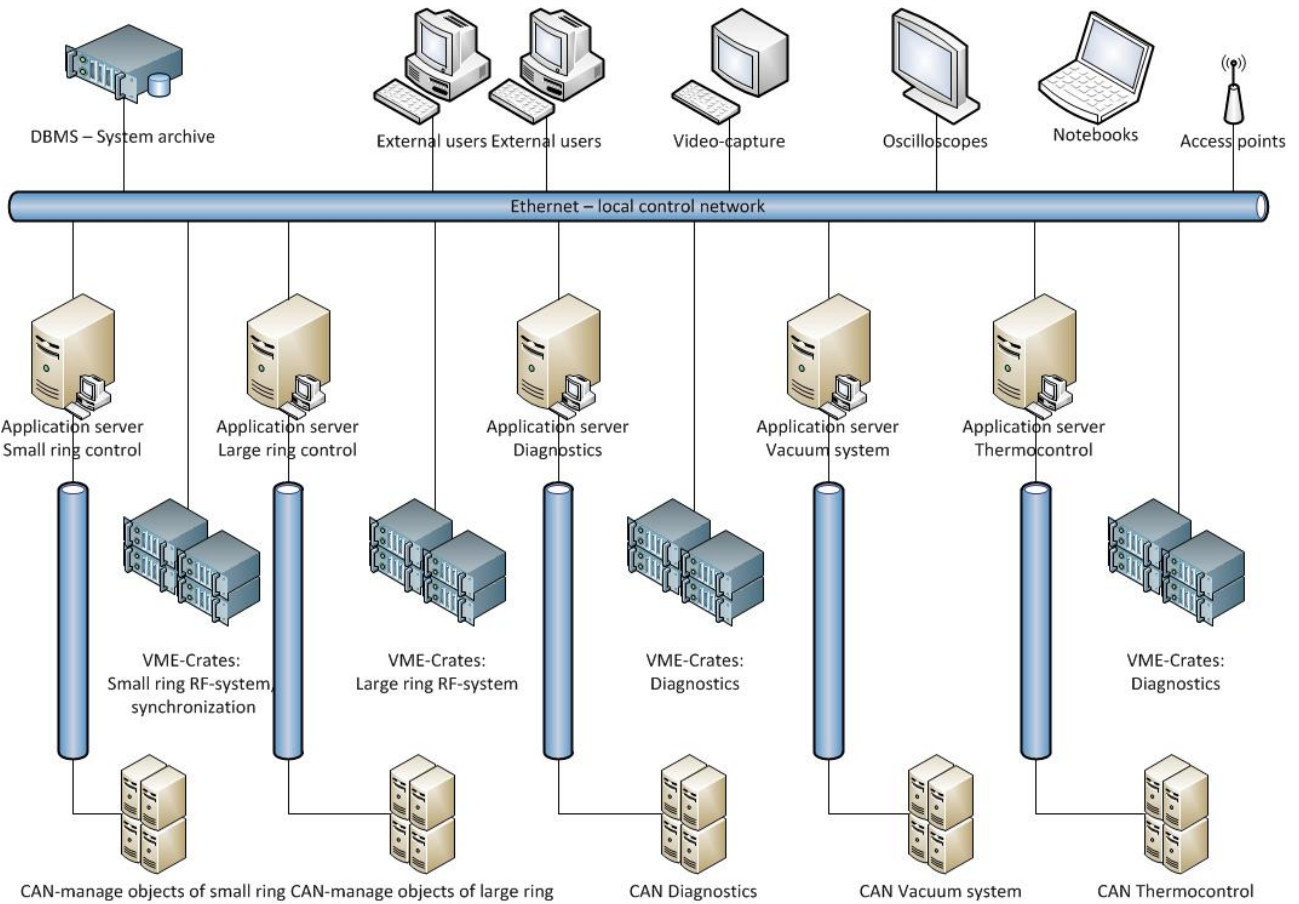 DBMS – System archive
External users
External users
Video-capture
Oscilloscopes
Notebooks
Access points
Ethernet – local control network
Application server
Small ring control
Application server
Large ring control
Application server
Diagnostics
Application server
Vacuum system
Application server
Thermocontrol
VME-Crates:
Small ring RF-system,
synchronization
VME-Crates:
Large ring RF-system
VME-Crates:
Diagnostics
VME-Crates:
Diagnostics
CAN-manage objects of small ring
CAN-manage objects of large ring
CAN Diagnostics
CAN Vacuum system
CAN Thermocontrol